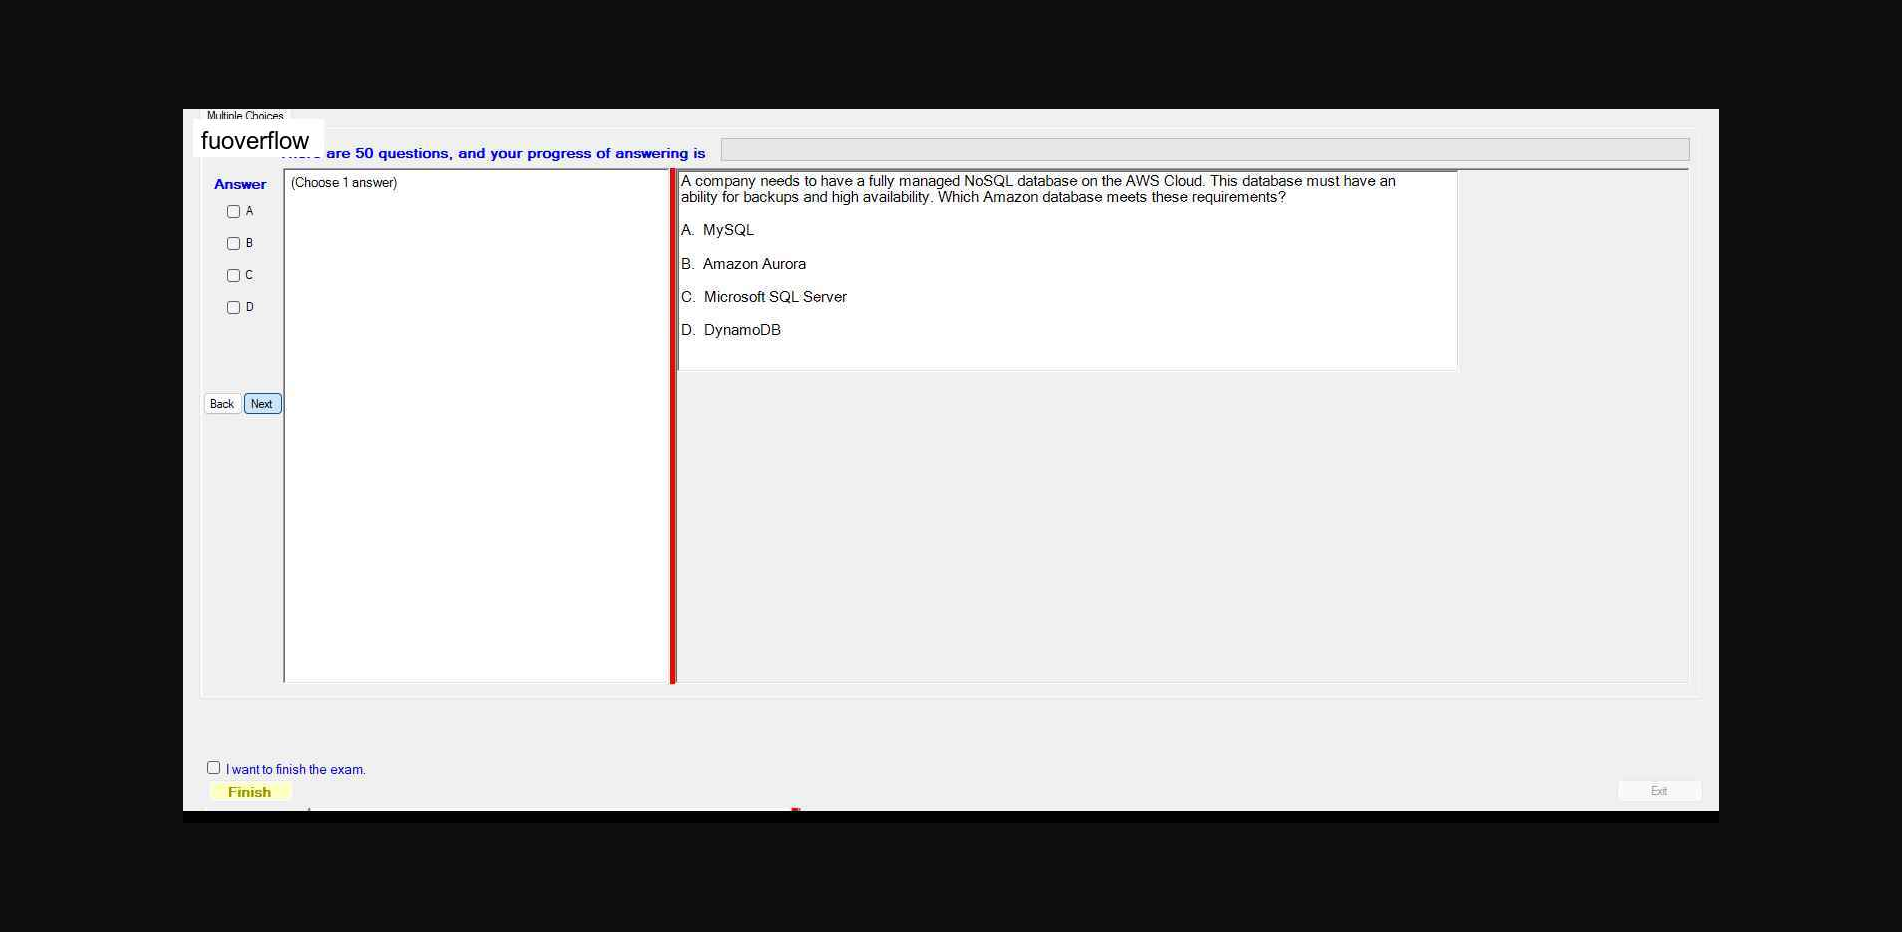 Multiple Choices
fuoverflow
are 50 questions, and your progress of answering is
Answer
(Choose 1 answer)
A
B
C
D
Back Next
A company needs to have a fully managed NoSQL database on the AWS Cloud. This database must have an
ability for backups and high availability. Which Amazon database meets these requirements?
A. MySQL
B. Amazon Aurora
C. Microsoft SQL Server
D. DynamoDB
I want to finish the exam.
Finish
Exit